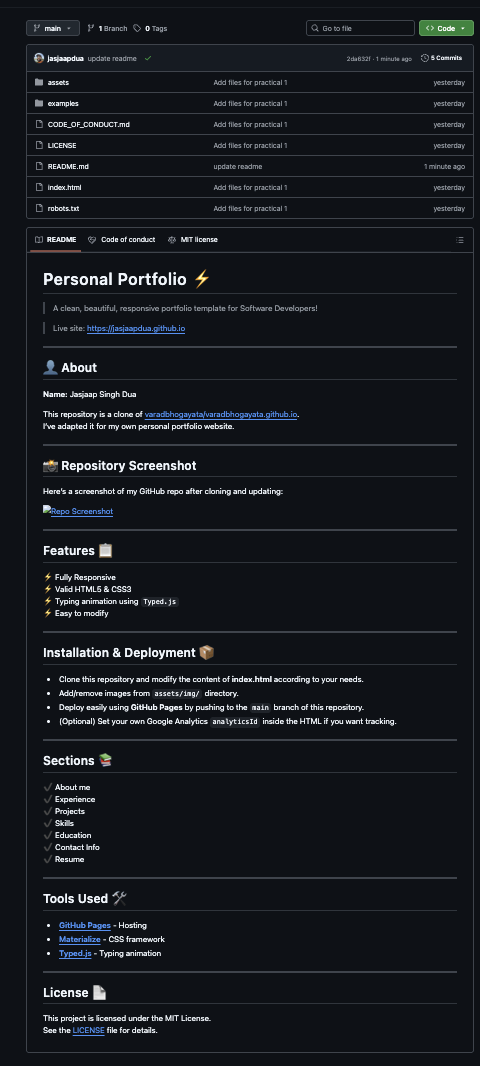 main
1 Branch
0 Tags
Go to file
Code
jasjaapdua update readme
2da632f · 1 minute ago
5 Commits
assets Add files for practical 1 yesterday
examples Add files for practical 1 yesterday
CODE_OF_CONDUCT.md Add files for practical 1 yesterday
LICENSE Add files for practical 1 yesterday
README.md update readme 1 minute ago
index.html Add files for practical 1 yesterday
robots.txt Add files for practical 1 yesterday
README Code of conduct MIT license
Personal Portfolio ⚡
A clean, beautiful, responsive portfolio template for Software Developers!
Live site: https://jasjaapdua.github.io
👤 About
Name: Jasjaap Singh Dua
This repository is a clone of varadbhogayata/varadbhogayata.github.io.
I've adapted it for my own personal portfolio website.
📸 Repository Screenshot
Here's a screenshot of my GitHub repo after cloning and updating:
Repo Screenshot
Features 📋
⚡ Fully Responsive
⚡ Valid HTML5 & CSS3
⚡ Typing animation using Typed.js
⚡ Easy to modify
Installation & Deployment 📦
• Clone this repository and modify the content of index.html according to your needs.
• Add/remove images from assets/img/ directory.
• Deploy easily using GitHub Pages by pushing to the main branch of this repository.
• (Optional) Set your own Google Analytics analyticsId inside the HTML if you want tracking.
Sections 📚
✔ About me
✔ Experience
✔ Projects
✔ Skills
✔ Education
✔ Contact Info
✔ Resume
Tools Used 🛠️
• GitHub Pages - Hosting
• Materialize - CSS framework
• Typed.js - Typing animation
License 📄
This project is licensed under the MIT License.
See the LICENSE file for details.